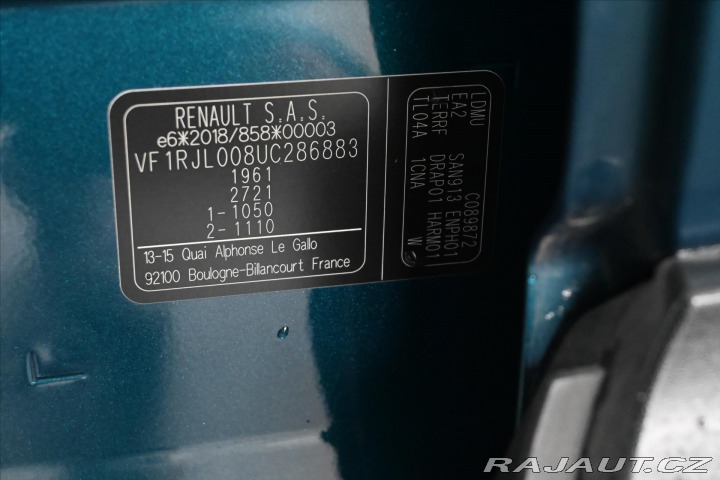 RENAULT S.A.S.
e6*2018/858*00003
VF1RJL008UC286883
1961
2721
1-1050
2-1110
13-15 Quai Alphonse Le Gallo
92100 Boulogne-Billancourt France
LDMU C089872
EA2 SAN913 ENPH01
TERRF DRAP01 HARM01
TL04A 1CNA W
RAJAUT.CZ